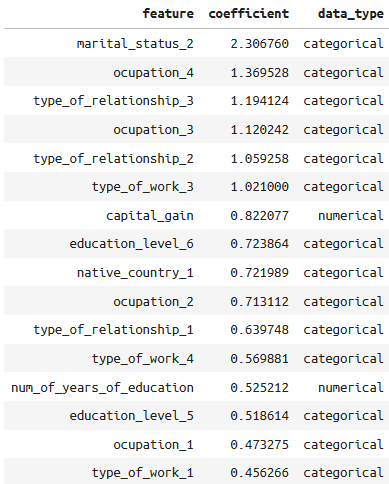 feature coefficient data_type
marital_status_2 2.306760 categorical
ocupation_4 1.369528 categorical
type_of_relationship_3 1.194124 categorical
ocupation_3 1.120242 categorical
type_of_relationship_2 1.059258 categorical
type_of_work_3 1.021000 categorical
capital_gain 0.822077 numerical
education_level_6 0.723864 categorical
native_country_1 0.721989 categorical
ocupation_2 0.713112 categorical
type_of_relationship_1 0.639748 categorical
type_of_work_4 0.569881 categorical
num_of_years_of_education 0.525212 numerical
education_level_5 0.518614 categorical
ocupation_1 0.473275 categorical
type_of_work_1 0.456266 categorical